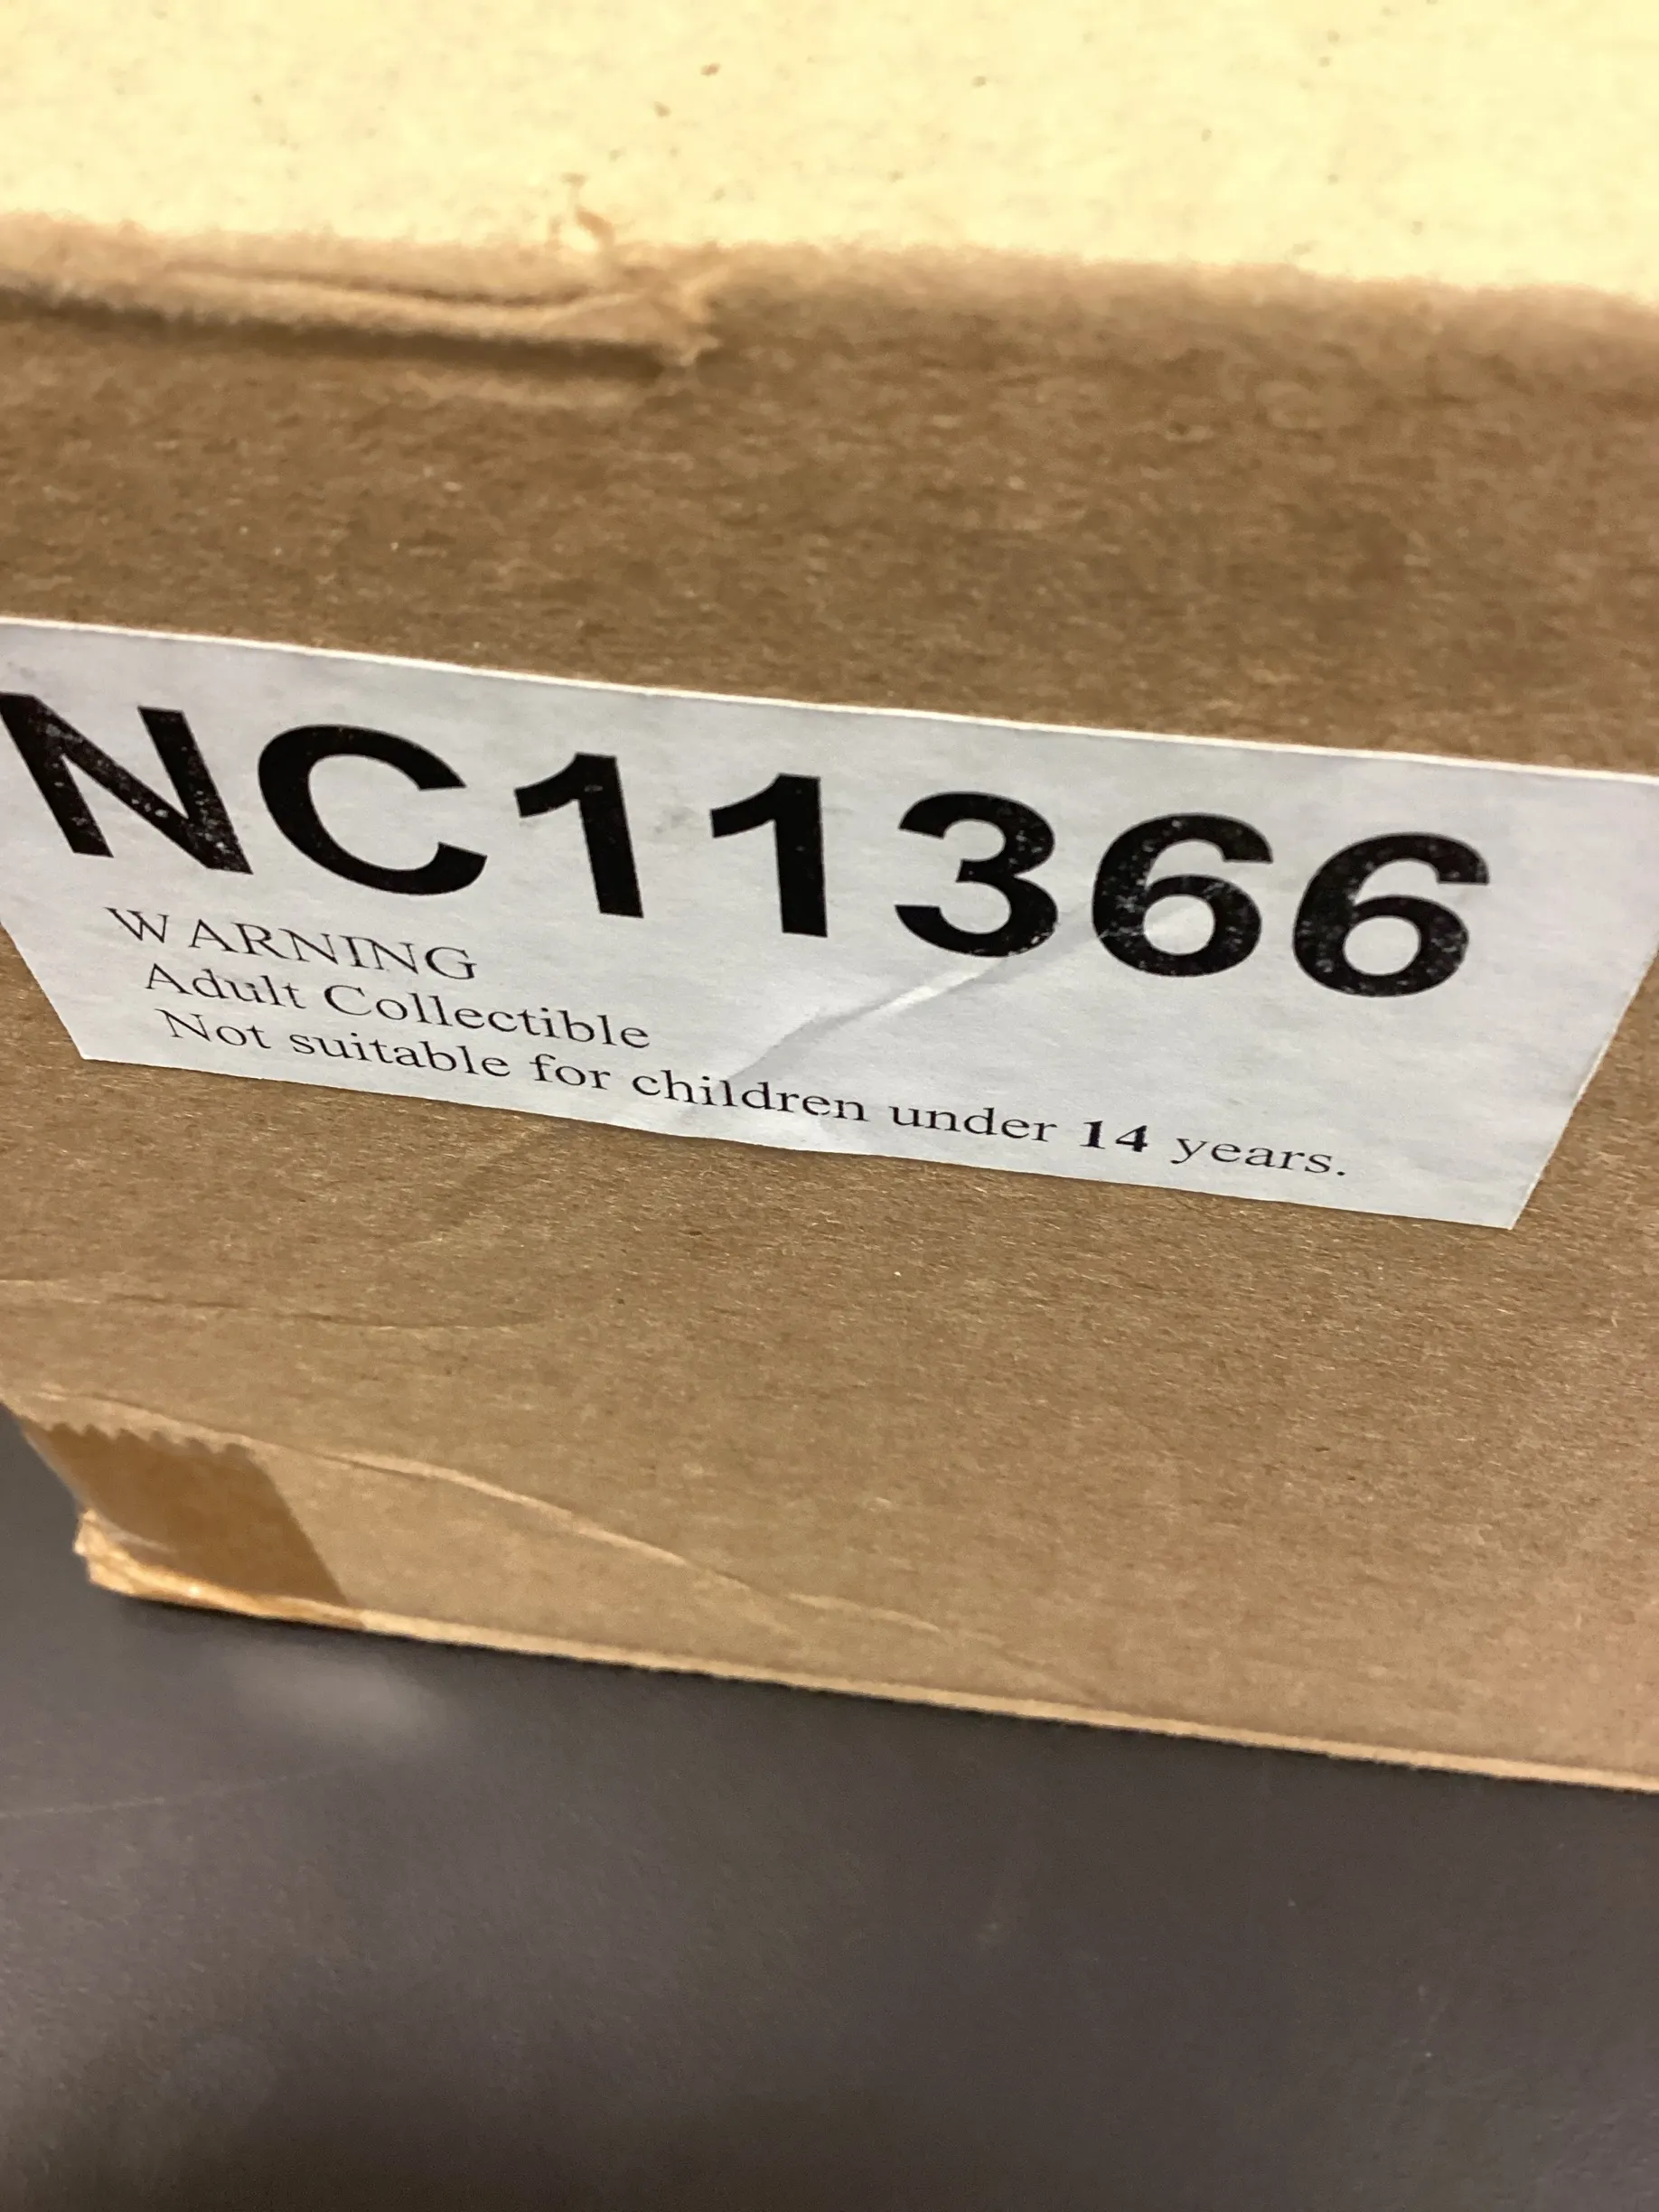 NC11366
WARNING
Adult Collectible
Not suitable for children under 14 years.